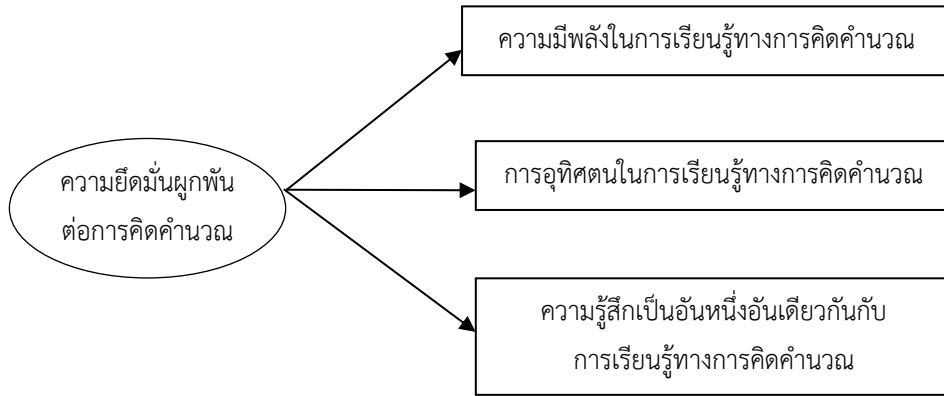 ความมีพลังในการเรียนรู้ทางการคิดคำนวณ
ความยึดมั่นผูกพัน
ต่อการคิดคำนวณ
การอุทิศตนในการเรียนรู้ทางการคิดคำนวณ
ความรู้สึกเป็นอันหนึ่งอันเดียวกันกับ
การเรียนรู้ทางการคิดคำนวณ